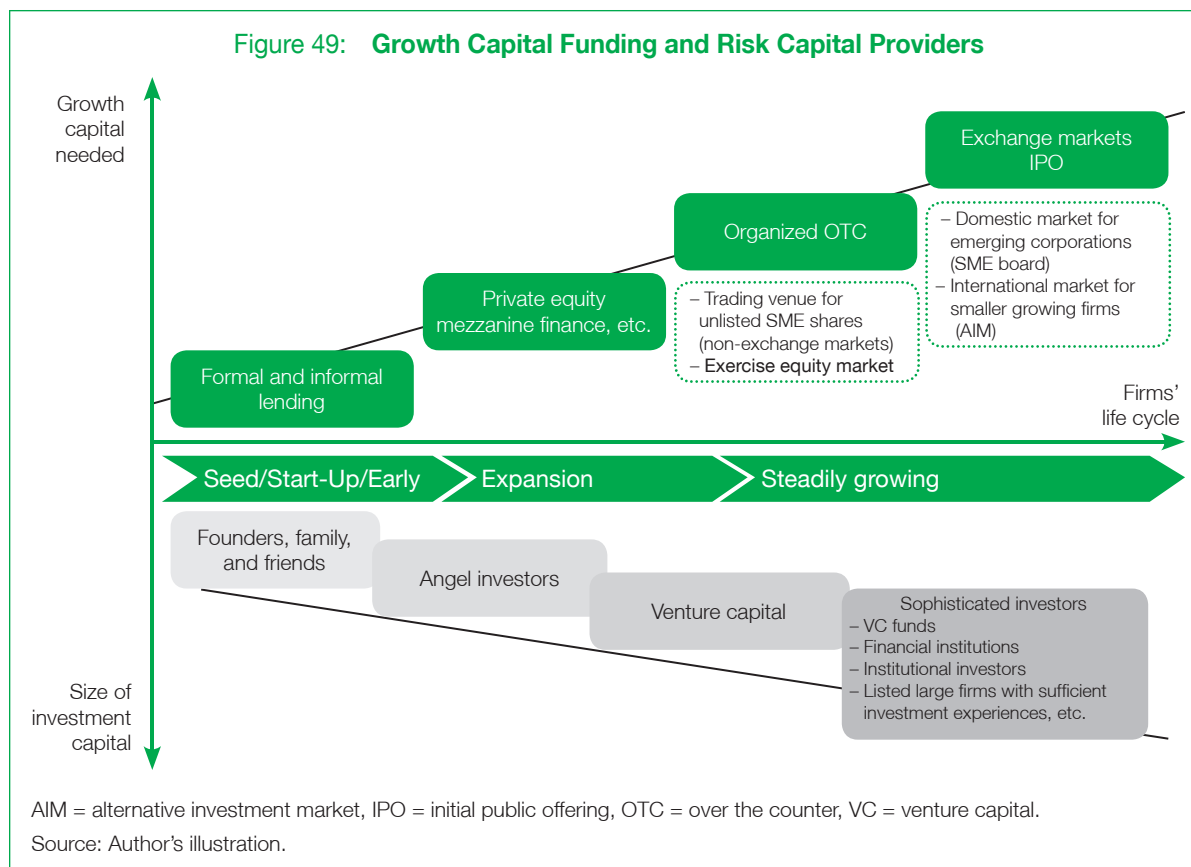 Figure 49: Growth Capital Funding and Risk Capital Providers
Growth
capital
needed
Exchange markets
IPO
– Domestic market for
emerging corporations
(SME board)
– International market for
smaller growing firms
(AIM)
Organized OTC
– Trading venue for
unlisted SME shares
(non-exchange markets)
– Exercise equity market
Private equity
mezzanine finance, etc.
Formal and informal
lending
Firms’
life cycle
Seed/Start-Up/Early
Expansion
Steadily growing
Founders, family,
and friends
Angel investors
Venture capital
Sophisticated investors
– VC funds
– Financial institutions
– Institutional investors
– Listed large firms with sufficient
investment experiences, etc.
Size of
investment
capital
AIM = alternative investment market, IPO = initial public offering, OTC = over the counter, VC = venture capital.
Source: Author’s illustration.